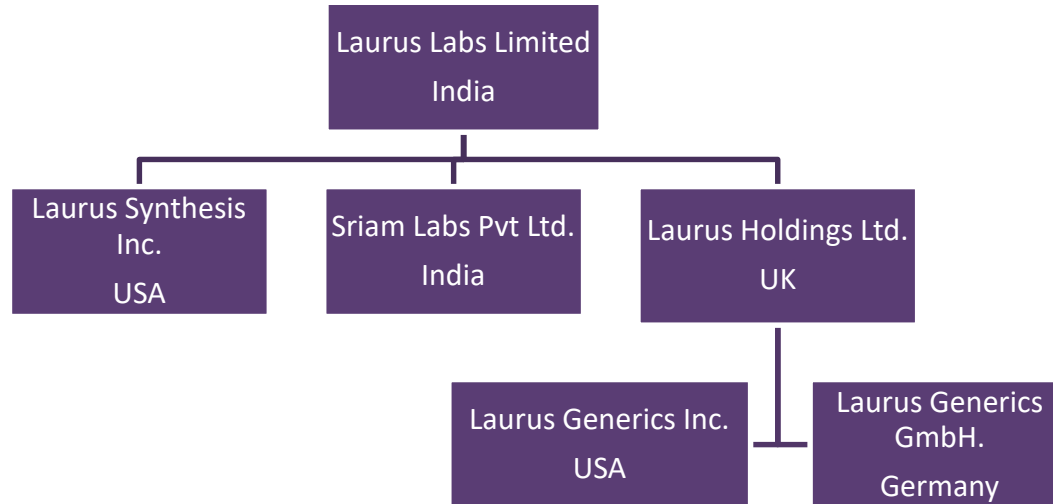 Laurus Labs Limited
India
Laurus Synthesis
Inc.
USA
Sriam Labs Pvt Ltd.
India
Laurus Holdings Ltd.
UK
Laurus Generics Inc.
USA
Laurus Generics
GmbH.
Germany